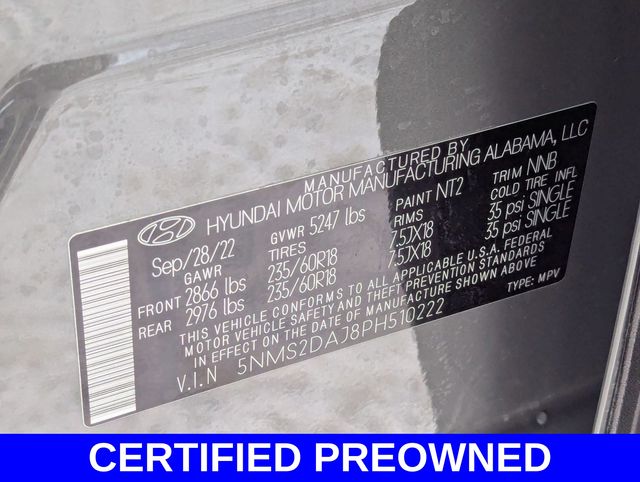 MANUFACTURED BY
HYUNDAI MOTOR MANUFACTURING ALABAMA, LLC
Sep/28/22 GVWR 5247 lbs PAINT NT2 TRIM NNB
GAWR TIRES RIMS COLD TIRE INFL
FRONT 2866 lbs 235/60R18 7.5JX18 35 psi SINGLE
REAR 2976 lbs 235/60R18 7.5JX18 35 psi SINGLE
THIS VEHICLE CONFORMS TO ALL APPLICABLE U.S.A. FEDERAL
MOTOR VEHICLE SAFETY AND THEFT PREVENTION STANDARDS
IN EFFECT ON THE DATE OF MANUFACTURE SHOWN ABOVE
V.I.N 5NMS2DAJ8PH510222 TYPE: MPV
CERTIFIED PREOWNED